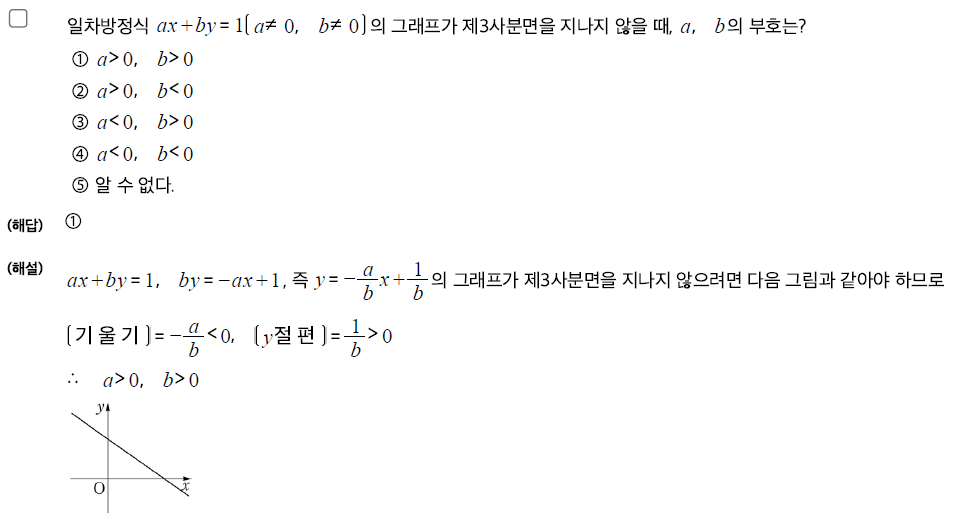 일차방정식 ax+by=1(a≠0, b≠0)의 그래프가 제3사분면을 지나지 않을 때, a, b의 부호는?
① a>0, b>0
② a>0, b<0
③ a<0, b>0
④ a<0, b<0
⑤ 알 수 없다.
(해답) ①
(해설) ax+by=1, by=-ax+1, 즉 y=-\frac{a}{b}x+\frac{1}{b}의 그래프가 제3사분면을 지나지 않으려면 다음 그림과 같아야 하므로
(기 울 기)=-\frac{a}{b}<0, (y절 편)=\frac{1}{b}>0
∴ a>0, b>0
y
O x